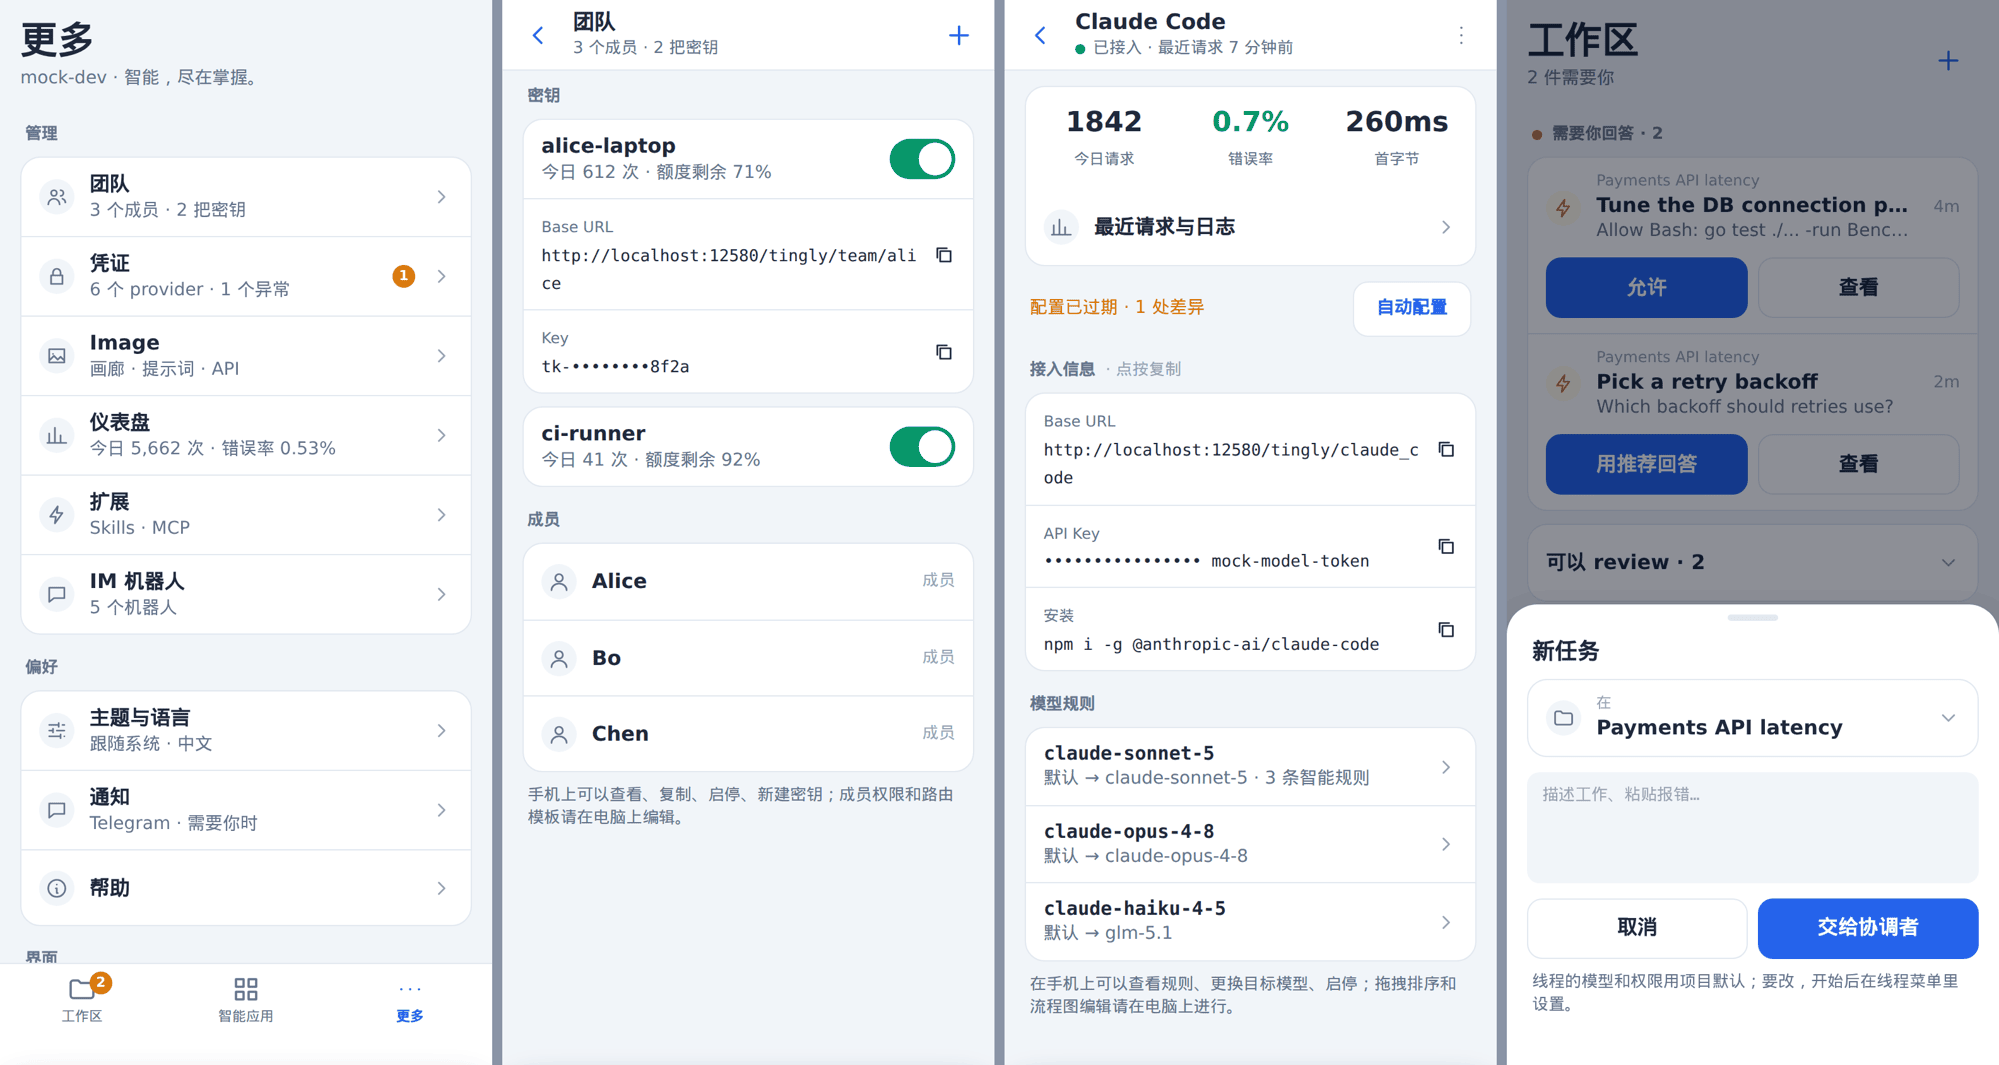 更多
mock-dev · 智能，尽在掌握。
管理
团队
3 个成员 · 2 把密钥
凭证
6 个 provider · 1 个异常
1
Image
画廊 · 提示词 · API
仪表盘
今日 5,662 次 · 错误率 0.53%
扩展
Skills · MCP
IM 机器人
5 个机器人
偏好
主题与语言
跟随系统 · 中文
通知
Telegram · 需要你时
帮助
界面
2
工作区
智能应用
更多
团队
3 个成员 · 2 把密钥
密钥
alice-laptop
今日 612 次 · 额度剩余 71%
Base URL
http://localhost:12580/tingly/team/ali
ce
Key
tk-••••••••8f2a
ci-runner
今日 41 次 · 额度剩余 92%
成员
Alice
成员
Bo
成员
Chen
成员
手机上可以查看、复制、启停、新建密钥；成员权限和路由
模板请在电脑上编辑。
Claude Code
已接入 · 最近请求 7 分钟前
1842
0.7%
260ms
今日请求
错误率
首字节
最近请求与日志
配置已过期 · 1 处差异
自动配置
接入信息 · 点按复制
Base URL
http://localhost:12580/tingly/claude_c
ode
API Key
•••••••••••••••• mock-model-token
安装
npm i -g @anthropic-ai/claude-code
模型规则
claude-sonnet-5
默认 → claude-sonnet-5 · 3 条智能规则
claude-opus-4-8
默认 → claude-opus-4-8
claude-haiku-4-5
默认 → glm-5.1
在手机上可以查看规则、更换目标模型、启停；拖拽排序和
流程图编辑请在电脑上进行。
工作区
2 件需要你
需要你回答 · 2
Payments API latency
Tune the DB connection p...
4m
Allow Bash: go test ./... -run Benc...
允许
查看
Payments API latency
Pick a retry backoff
2m
Which backoff should retries use?
用推荐回答
查看
可以 review · 2
新任务
在
Payments API latency
描述工作、粘贴报错…
取消
交给协调者
线程的模型和权限用项目默认；要改，开始后在线程菜单里
设置。